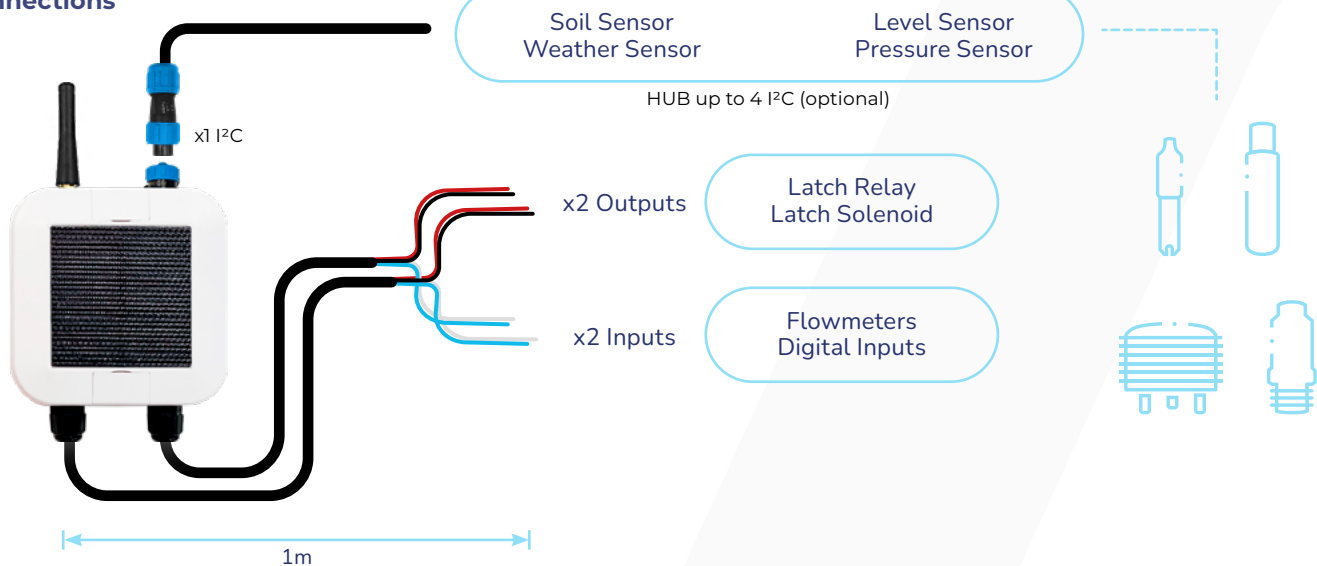 Soil Sensor
Weather Sensor
Level Sensor
Pressure Sensor
HUB up to 4 I²C (optional)
x1 I²C
x2 Outputs
Latch Relay
Latch Solenoid
x2 Inputs
Flowmeters
Digital Inputs
1m